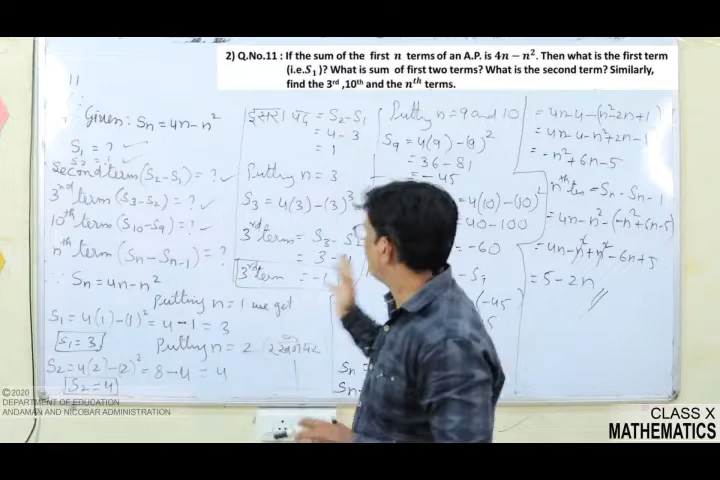 2) Q.No.11 : If the sum of the first n terms of an A.P. is 4n – n². Then what is the first term
(i.e.S₁ )? What is sum of first two terms? What is the second term? Similarly,
find the 3ʳᵈ ,10ᵗʰ and the nᵗʰ terms.
11
Given: Sn = 4n – n²
S₁ = ? ✓
Second term (S₂ – S₁) = ? ✓
3ʳᵈ term (S₃ – S₂) = ? ✓
10ᵗʰ term (S₁₀ – S₉) = ? ✓
nᵗʰ term (Sn – Sn–1) = ?
∵ Sn = 4n – n²
Putting n = 1 we get
S₁ = 4(1) – (1)² = 4 – 1 = 3
S₁ = 3
Putting n = 2
S₂ = 4(2) – (2)² = 8 – 4 = 4
S₂ = 4
पद = S₂ – S₁
= 4 – 3
= 1
Putting n = 3
S₃ = 4(3) – (3)²
3ʳᵈ term = S₃ – S₂
= 3 –
3ʳᵈ term = –
Sn =
Sn–
Putting n = 9 and 10
S₉ = 4(9) – (9)²
= 36 – 81
= – 45
= 4(10) – (10)²
= 40 – 100
= – 60
– S₉
(– 45)
5
= 4n – 4 – (n² – 2n + 1)
= 4n – 4 – n² + 2n – 1
= – n² + 6n – 5
nᵗʰ term = Sn – Sn – 1
= 4n – n² – (– n² + 6n – 5)
= 4n – n² + n² – 6n + 5
= 5 – 2n
©2020
DEPARTMENT OF EDUCATION
ANDAMAN AND NICOBAR ADMINISTRATION
CLASS X
MATHEMATICS